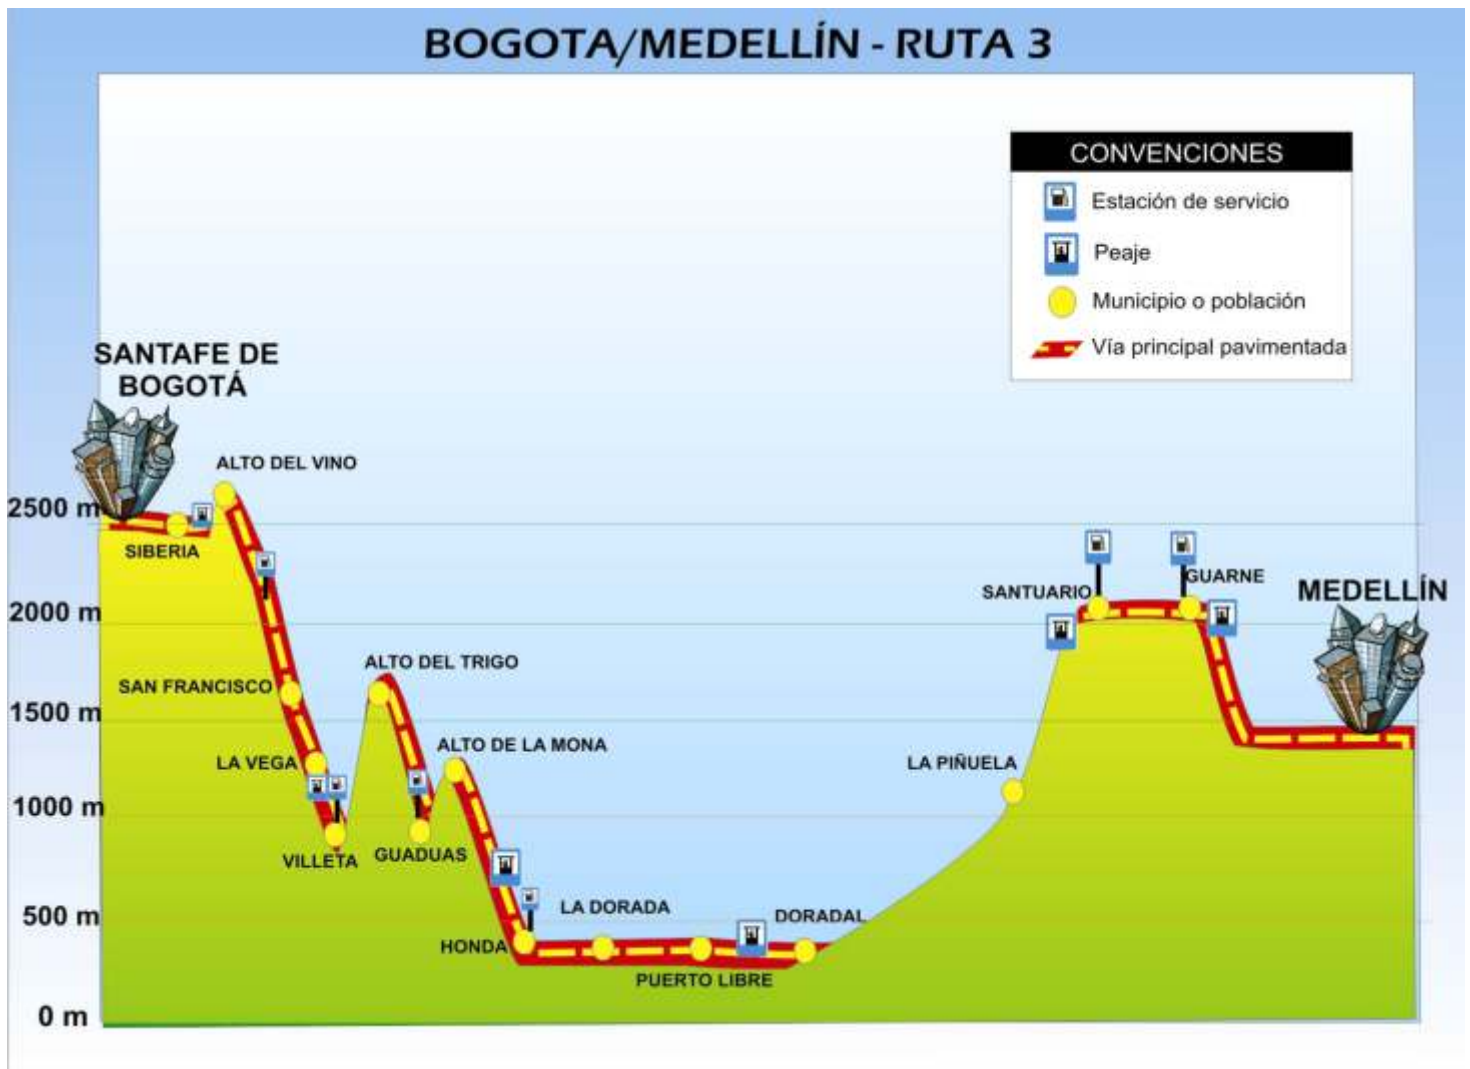 BOGOTA/MEDELLÍN - RUTA 3
CONVENCIONES
Estación de servicio
Peaje
Municipio o población
Vía principal pavimentada
SANTAFE DE
BOGOTÁ
ALTO DEL VINO
2500 m
SIBERIA
SANTUARIO
GUARNE
MEDELLÍN
2000 m
ALTO DEL TRIGO
SAN FRANCISCO
1500 m
ALTO DE LA MONA
LA VEGA
LA PIÑUELA
1000 m
VILLETA
GUADUAS
500 m
LA DORADA
DORADAL
HONDA
PUERTO LIBRE
0 m